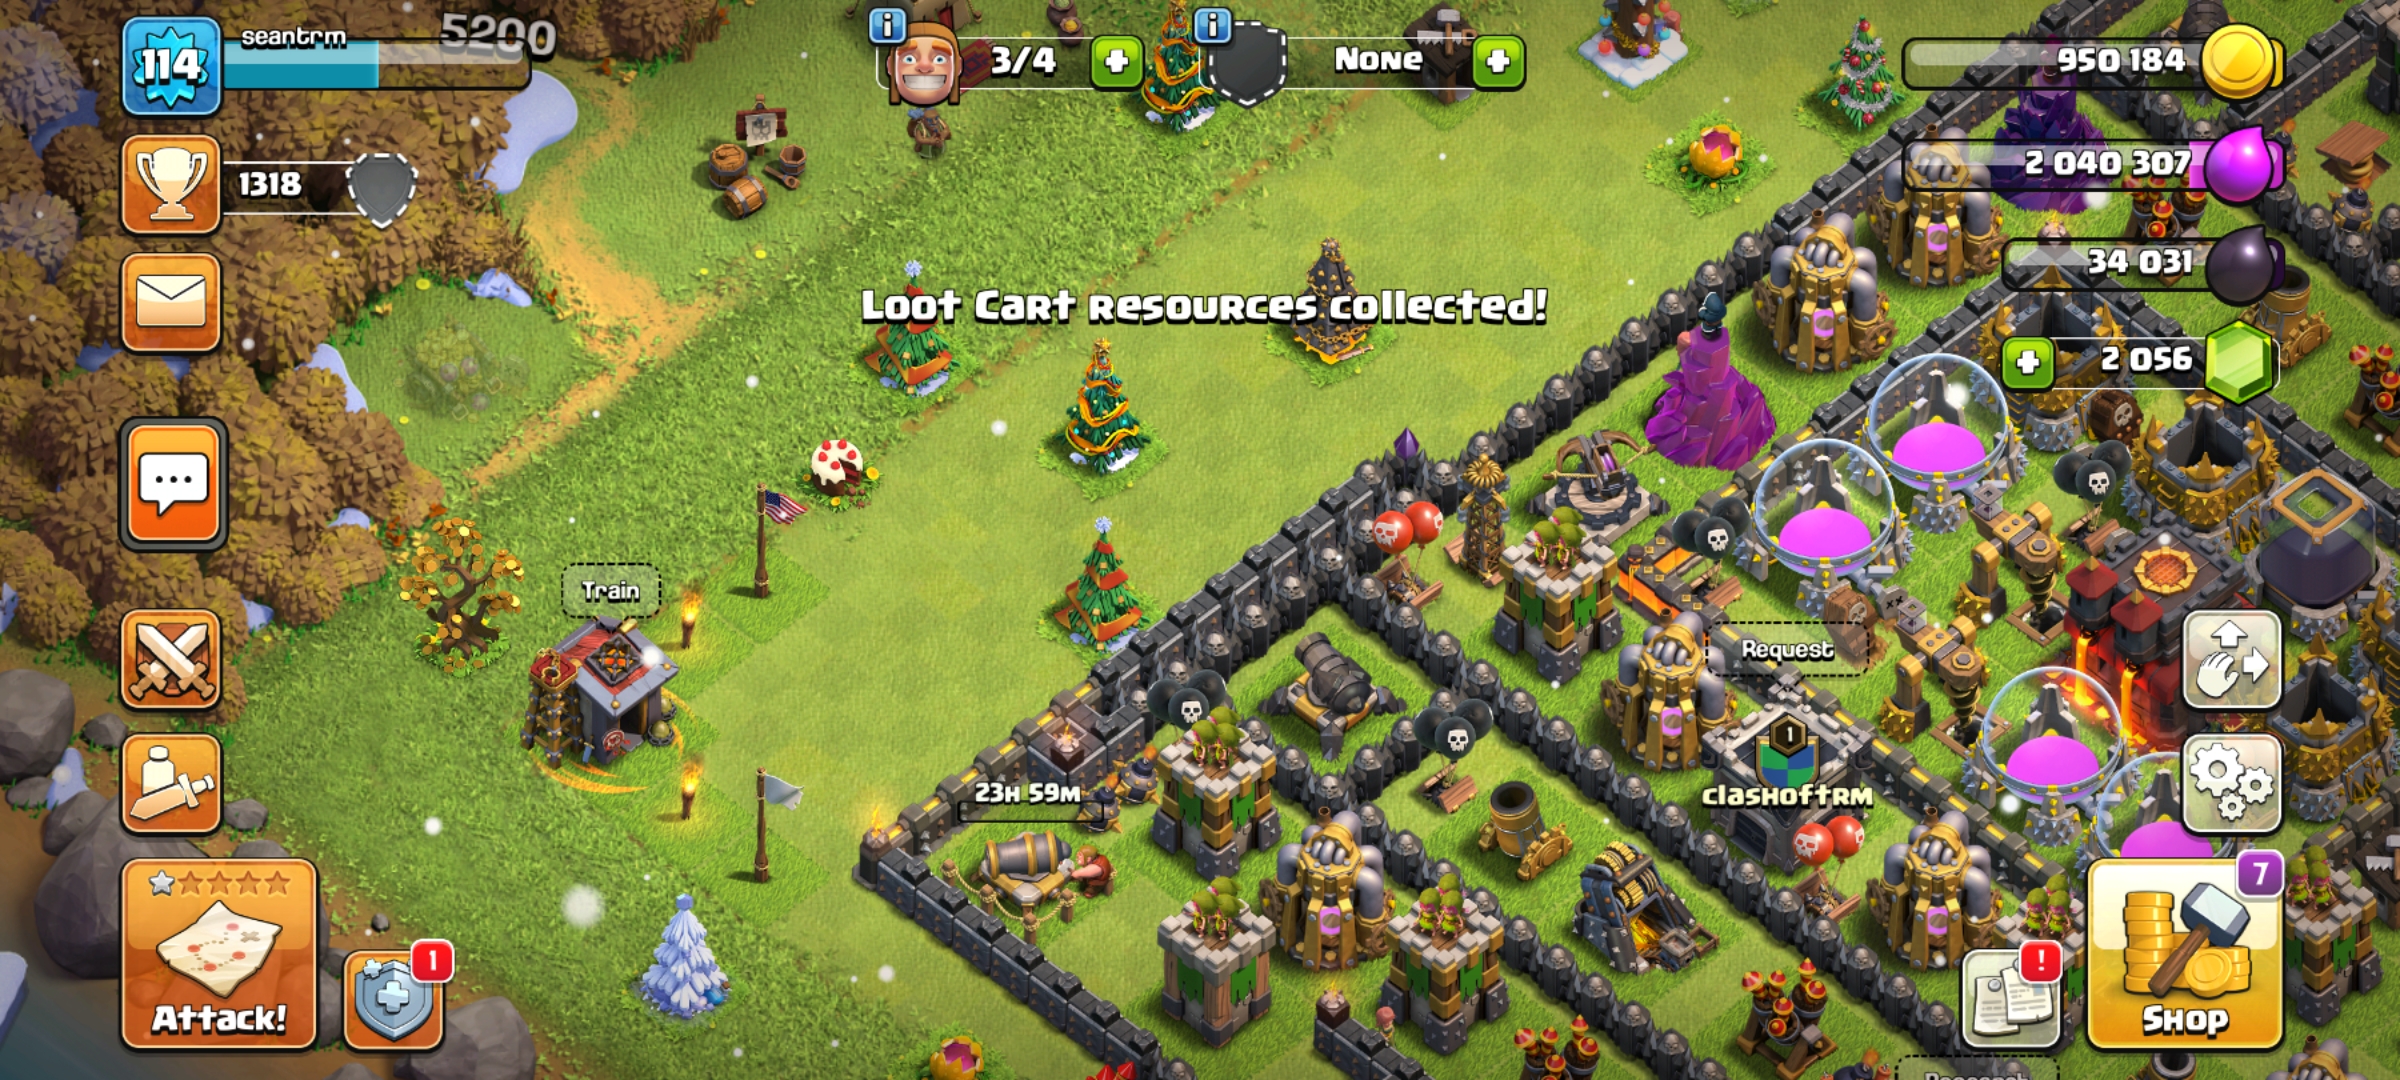 seantrm
5200
114
3/4
None
950 184
1318
2 040 307
34 031
Loot Cart resources collected!
2 056
Train
Request
1
23H 59M
clashoftRM
7
1
!
Attack!
Shop